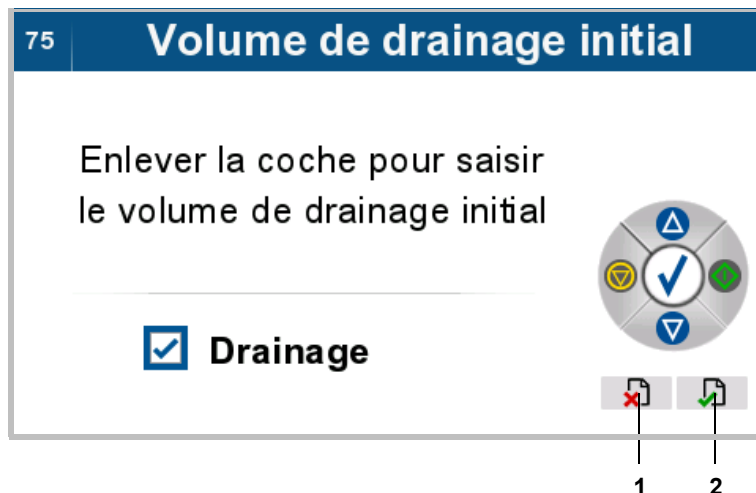 75
Volume de drainage initial
Enlever la coche pour saisir
le volume de drainage initial
Drainage
1 2